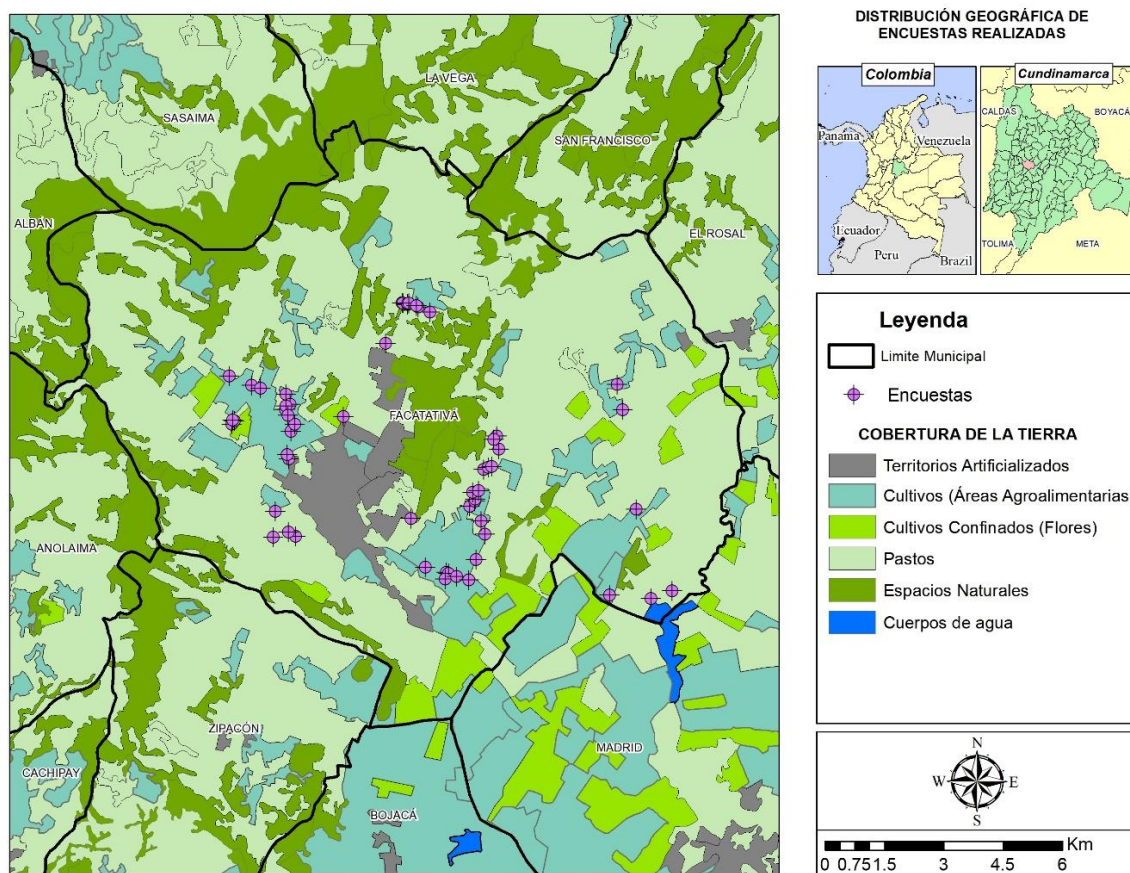 DISTRIBUCIÓN GEOGRÁFICA DE
ENCUESTAS REALIZADAS
Colombia
Panama
Venezuela
Ecuador
Peru
Brazil
Cundinamarca
CALDAS
BOYACÁ
TOLIMA
META
LA VEGA
SASAIMA
SAN FRANCISCO
ALBÁN
EL ROSAL
FACATATIVÁ
ANOLAIMA
ZIPACÓN
MADRID
CACHIPAY
BOJACÁ
Leyenda
Limite Municipal
Encuestas
COBERTURA DE LA TIERRA
Territorios Artificializados
Cultivos (Áreas Agroalimentarias
Cultivos Confinados (Flores)
Pastos
Espacios Naturales
Cuerpos de agua
N
W E
S
Km
0 0.75 1.5 3 4.5 6